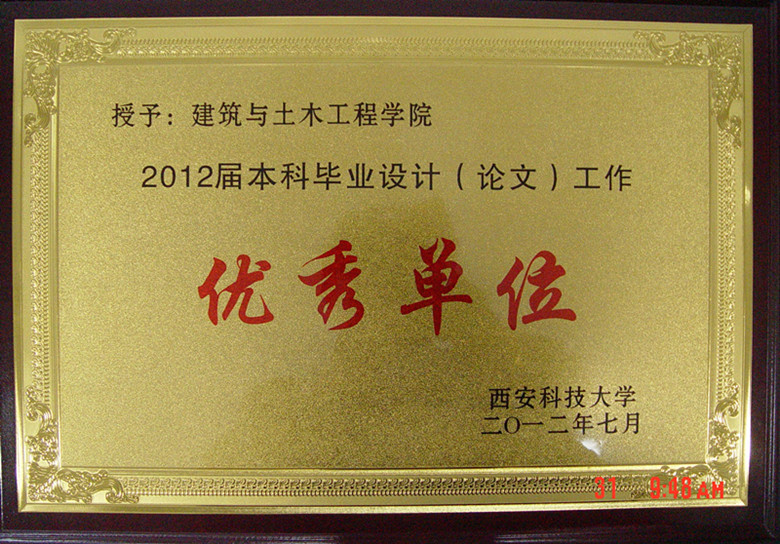 授予：建筑与土木工程学院
2012届本科毕业设计（论文）工作
优秀单位
西安科技大学
二〇一二年七月
31 9:48AM